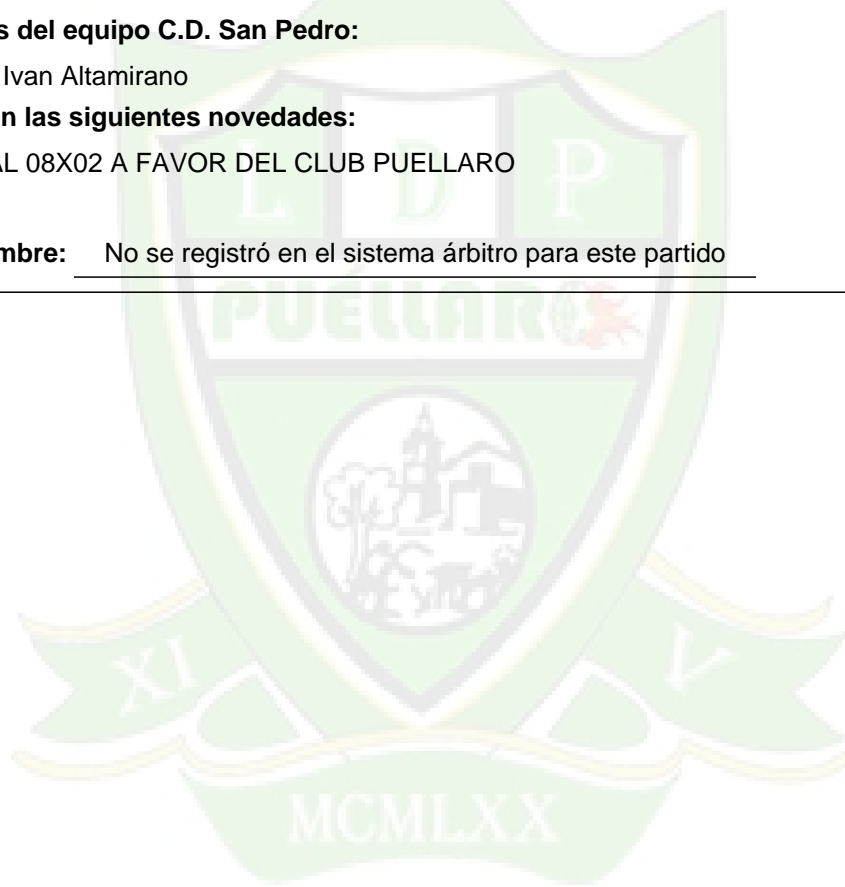 s del equipo C.D. San Pedro:
Ivan Altamirano
n las siguientes novedades:
AL 08X02 A FAVOR DEL CLUB PUELLARO
L D P
mbre: No se registró en el sistema árbitro para este partido
PUÉLLARO
XI V
MCMLXX